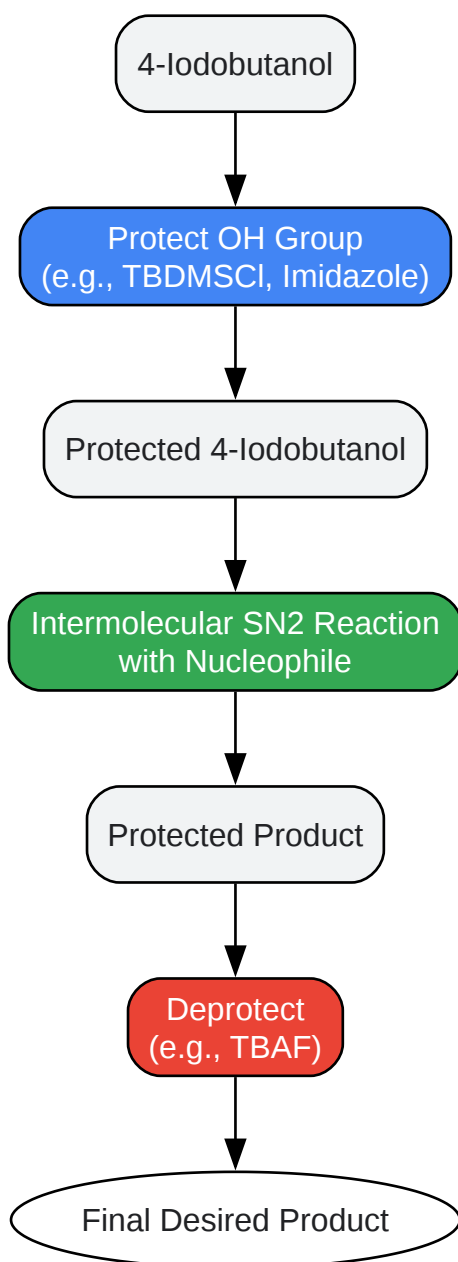 4-Iodobutanol
Protect OH Group
(e.g., TBDMSCl, Imidazole)
Protected 4-Iodobutanol
Intermolecular SN2 Reaction
with Nucleophile
Protected Product
Deprotect
(e.g., TBAF)
Final Desired Product